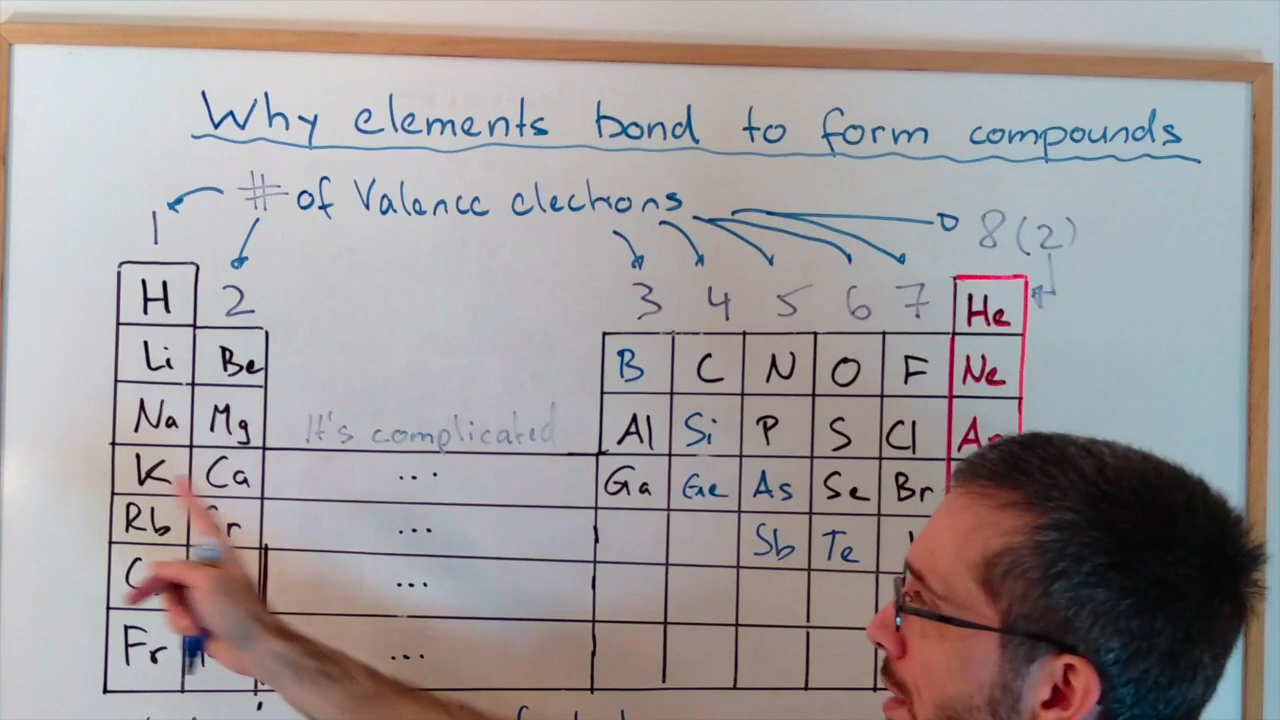 Why elements bond to form compounds
# of Valence electrons
1 8 (2)
H 2 3 4 5 6 7 He
Li Be B C N O F Ne
Na Mg It's complicated Al Si P S Cl
K Ca ... Ga Ge As Se Br
Rb ... Sb Te
...
Fr ...